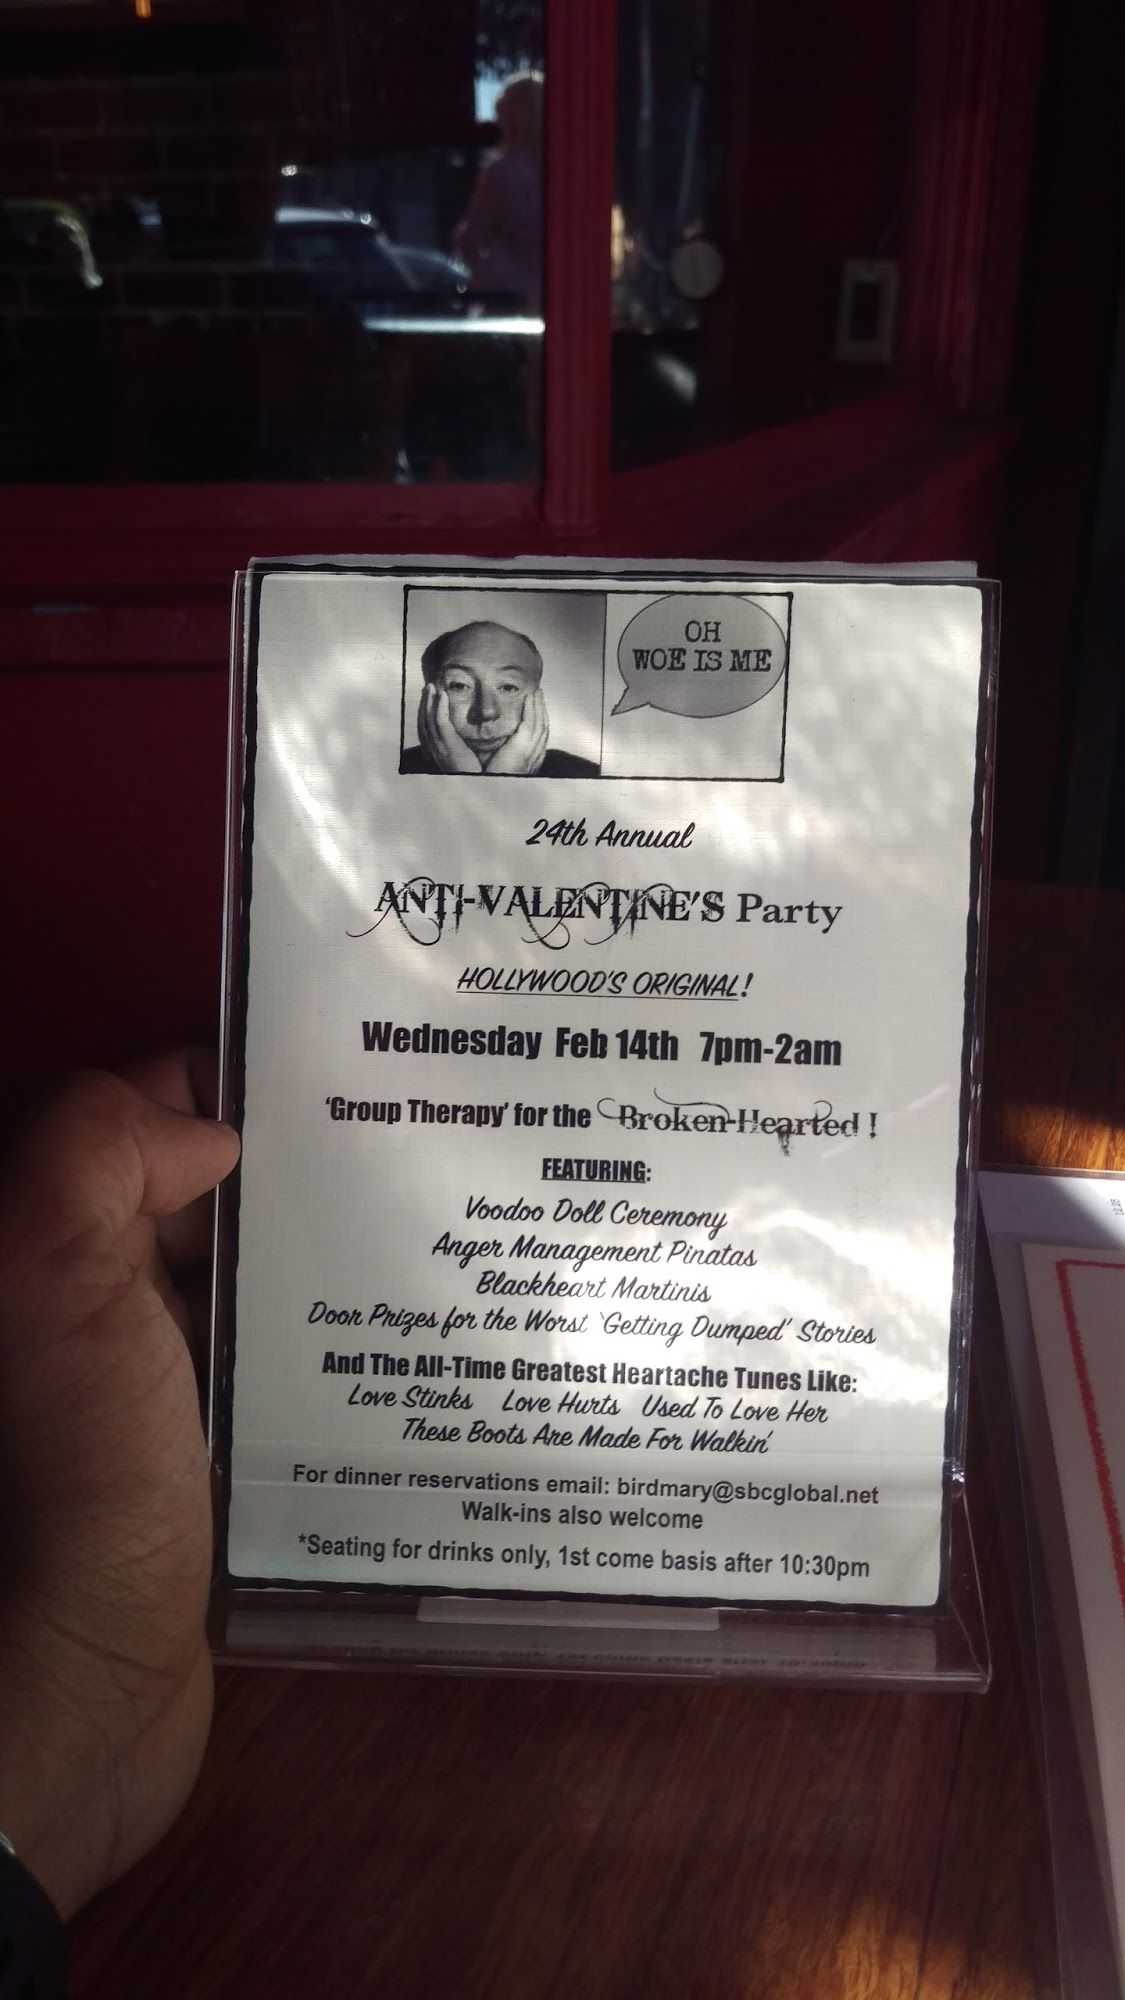 OH
WOE IS ME
24th Annual
ANTI-VALENTINE'S Party
HOLLYWOOD'S ORIGINAL!
Wednesday Feb 14th 7pm-2am
'Group Therapy' for the Broken-Hearted!
FEATURING:
Voodoo Doll Ceremony
Anger Management Pinatas
Blackheart Martinis
Door Prizes for the Worst `Getting Dumped' Stories
And The All-Time Greatest Heartache Tunes Like:
Love Stinks Love Hurts Used To Love Her
These Boots Are Made For Walkin'
For dinner reservations email: birdmary@sbcglobal.net
Walk-ins also welcome
*Seating for drinks only, 1st come basis after 10:30pm